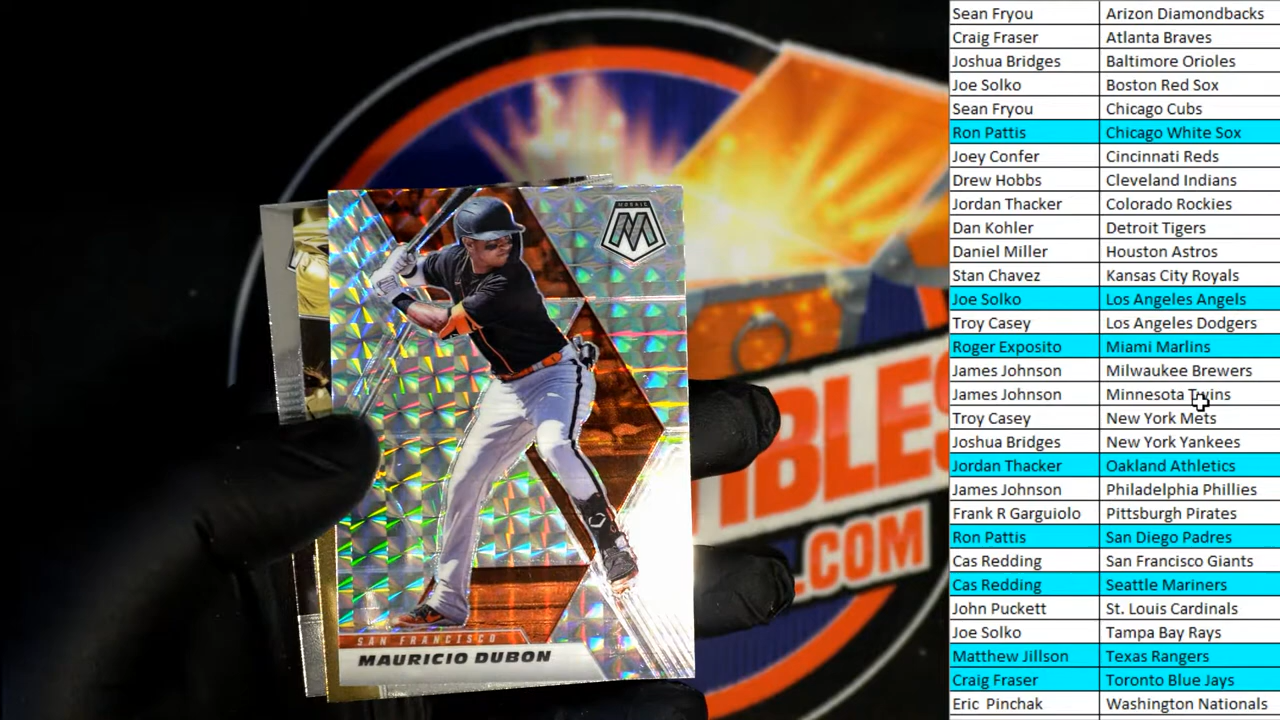 MOSAIC
M
SAN FRANCISCO
MAURICIO DUBON
IBLES
.COM
Sean Fryou Arizon Diamondbacks
Craig Fraser Atlanta Braves
Joshua Bridges Baltimore Orioles
Joe Solko Boston Red Sox
Sean Fryou Chicago Cubs
Ron Pattis Chicago White Sox
Joey Confer Cincinnati Reds
Drew Hobbs Cleveland Indians
Jordan Thacker Colorado Rockies
Dan Kohler Detroit Tigers
Daniel Miller Houston Astros
Stan Chavez Kansas City Royals
Joe Solko Los Angeles Angels
Troy Casey Los Angeles Dodgers
Roger Exposito Miami Marlins
James Johnson Milwaukee Brewers
James Johnson Minnesota Twins
Troy Casey New York Mets
Joshua Bridges New York Yankees
Jordan Thacker Oakland Athletics
James Johnson Philadelphia Phillies
Frank R Garguiolo Pittsburgh Pirates
Ron Pattis San Diego Padres
Cas Redding San Francisco Giants
Cas Redding Seattle Mariners
John Puckett St. Louis Cardinals
Joe Solko Tampa Bay Rays
Matthew Jillson Texas Rangers
Craig Fraser Toronto Blue Jays
Eric Pinchak Washington Nationals